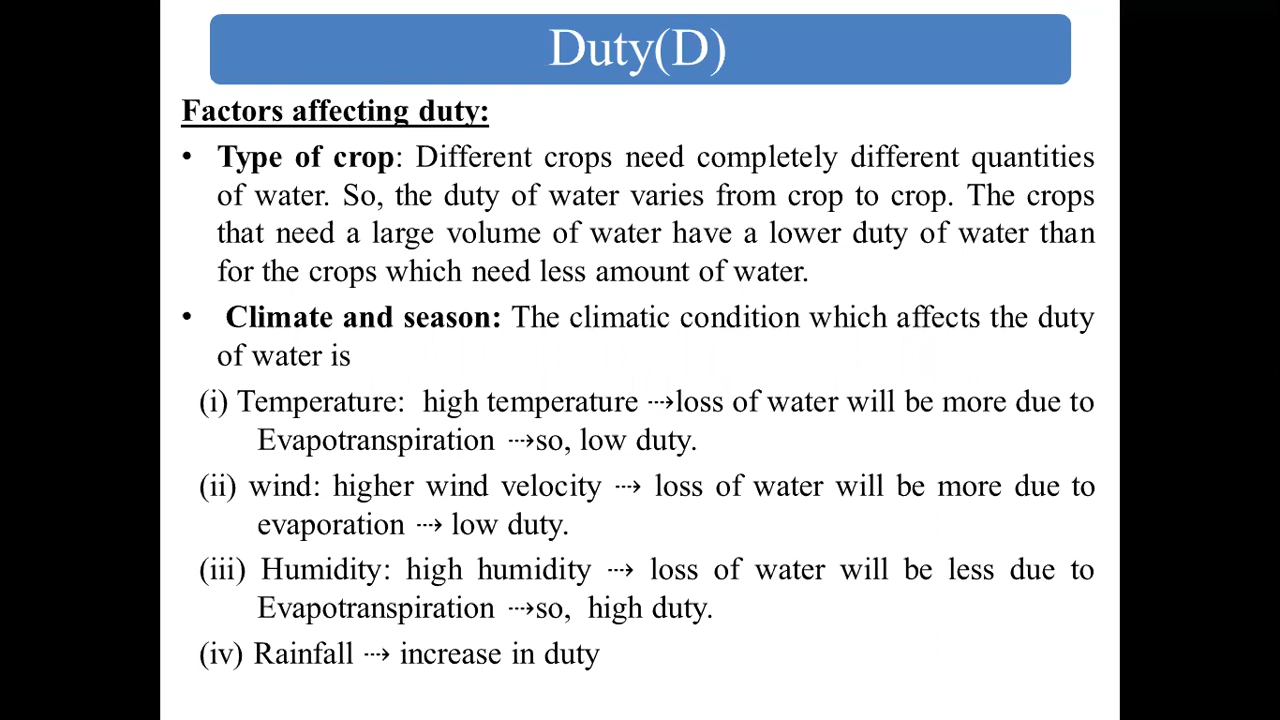 Duty(D)
Factors affecting duty:
• Type of crop: Different crops need completely different quantities
of water. So, the duty of water varies from crop to crop. The crops
that need a large volume of water have a lower duty of water than
for the crops which need less amount of water.
• Climate and season: The climatic condition which affects the duty
of water is
(i) Temperature: high temperature ⇢loss of water will be more due to
Evapotranspiration ⇢so, low duty.
(ii) wind: higher wind velocity ⇢ loss of water will be more due to
evaporation ⇢ low duty.
(iii) Humidity: high humidity ⇢ loss of water will be less due to
Evapotranspiration ⇢so, high duty.
(iv) Rainfall ⇢ increase in duty